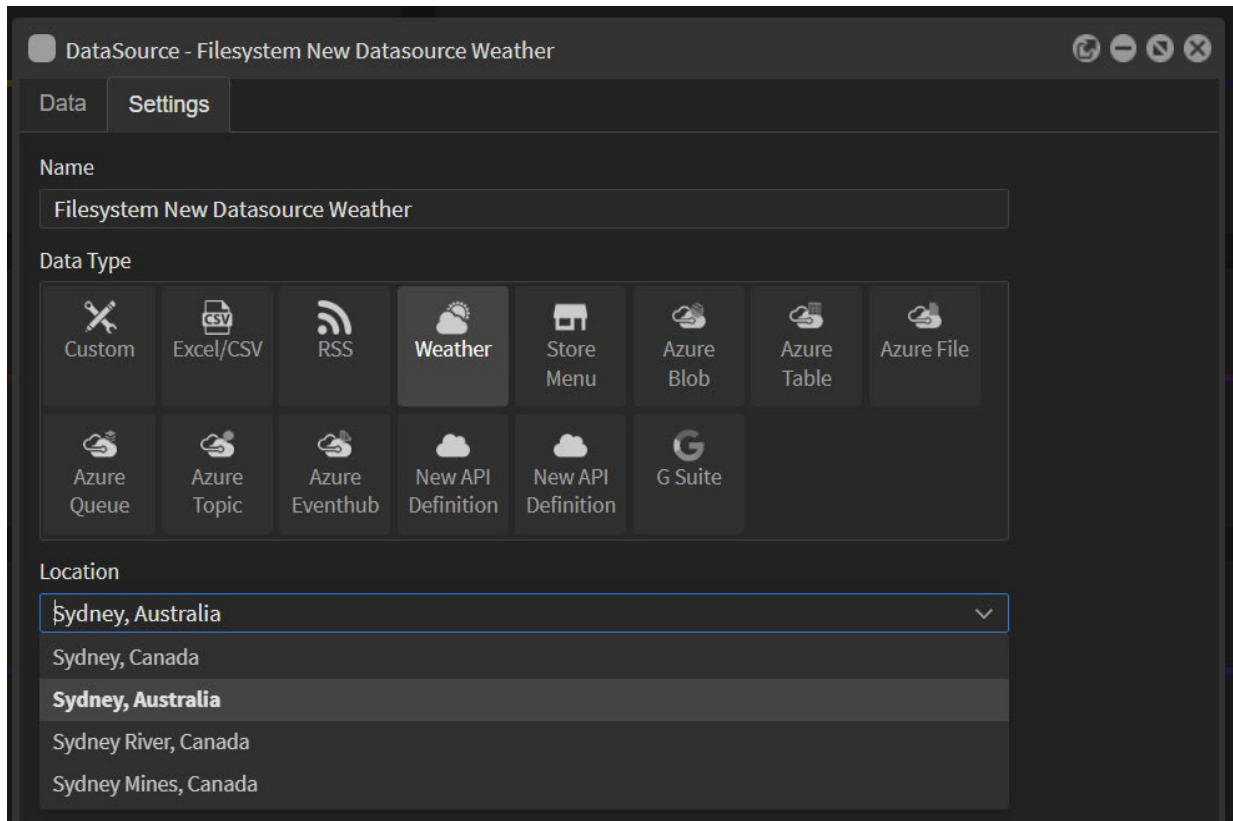 DataSource - Filesystem New Datasource Weather
Data Settings
Name
Filesystem New Datasource Weather
Data Type
Custom
CSV
Excel/CSV
RSS
Weather
Store
Menu
Azure
Blob
Azure
Table
Azure File
Azure
Queue
Azure
Topic
Azure
Eventhub
New API
Definition
New API
Definition
G
G Suite
Location
Sydney, Australia
Sydney, Canada
Sydney, Australia
Sydney River, Canada
Sydney Mines, Canada